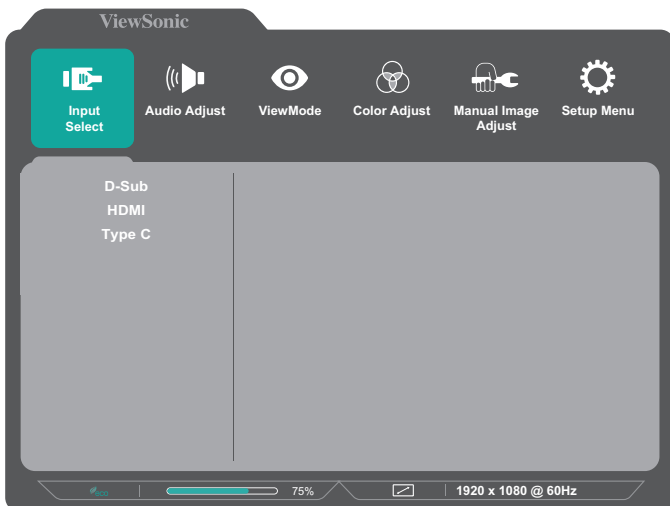 ViewSonic
Input
Select
Audio Adjust
ViewMode
Color Adjust
Manual Image
Adjust
Setup Menu
D-Sub
HDMI
Type C
eco
75%
1920 x 1080 @ 60Hz